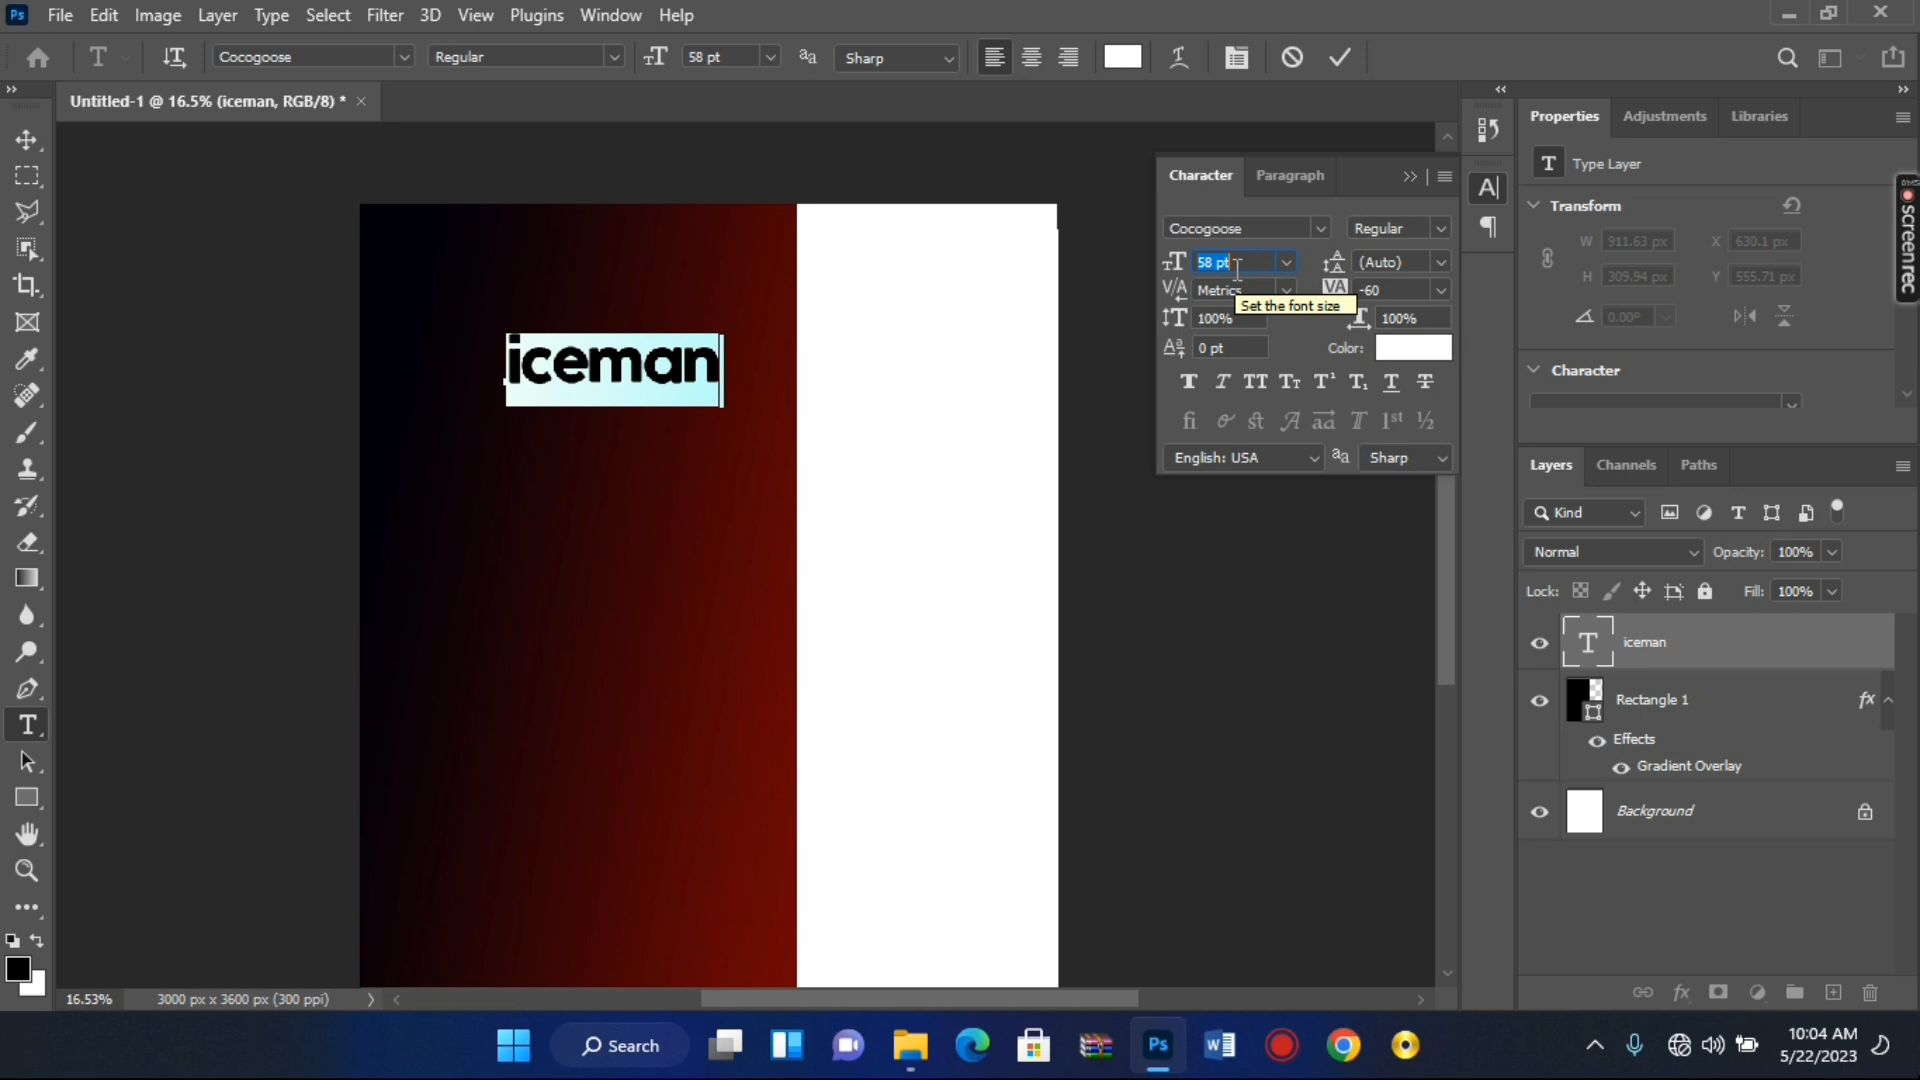 Ps File Edit Image Layer Type Select Filter 3D View Plugins Window Help
Cocogoose Regular 58 pt Sharp
Untitled-1 @ 16.5% (iceman, RGB/8) *
Properties Adjustments Libraries
Type Layer
Transform
W 911.63 px X 630.1 px
H 309.94 px Y 555.71 px
0.00°
Character
Character Paragraph
Cocogoose Regular
58 pt (Auto)
Metrics -60
Set the font size
100% 100%
0 pt Color:
English: USA Sharp
iceman
screenrec
Layers Channels Paths
Kind
Normal Opacity: 100%
Lock: Fill: 100%
iceman
Rectangle 1 fx
Effects
Gradient Overlay
Background
16.53% 3000 px x 3600 px (300 ppi)
Search
10:04 AM
5/22/2023